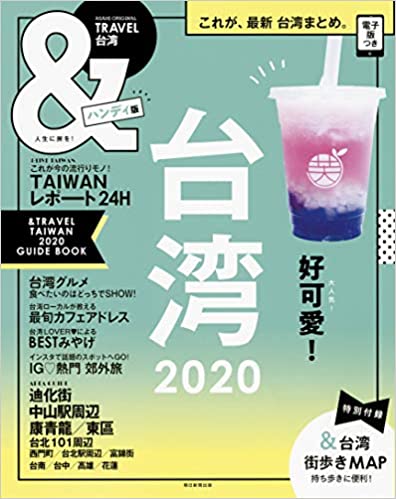 ASAHI ORIGINAL
TRAVEL
台湾
&
ハンディ版
人生に旅を!
これが、最新 台湾まとめ。
電子版つき
台湾
2020
大人気!
好可愛!
これが今の流行りモノ!
TAIWAN
レポート24H
&TRAVEL
TAIWAN
2020
GUIDE BOOK
台湾グルメ
食べたいのはどっちでSHOW!
台湾ローカルが教える
最旬カフェアドレス
台湾LOVER♥による
BESTみやげ
インスタで話題のスポットへGO!
IG♡熱門 郊外旅
AREA GUIDE
迪化街
中山駅周辺
康青龍/東區
台北101周辺
西門町/台北駅周辺/富錦街
台南/台中/高雄/花蓮
特別付録
&台湾
街歩きMAP
持ち歩きに便利!
朝日新聞出版